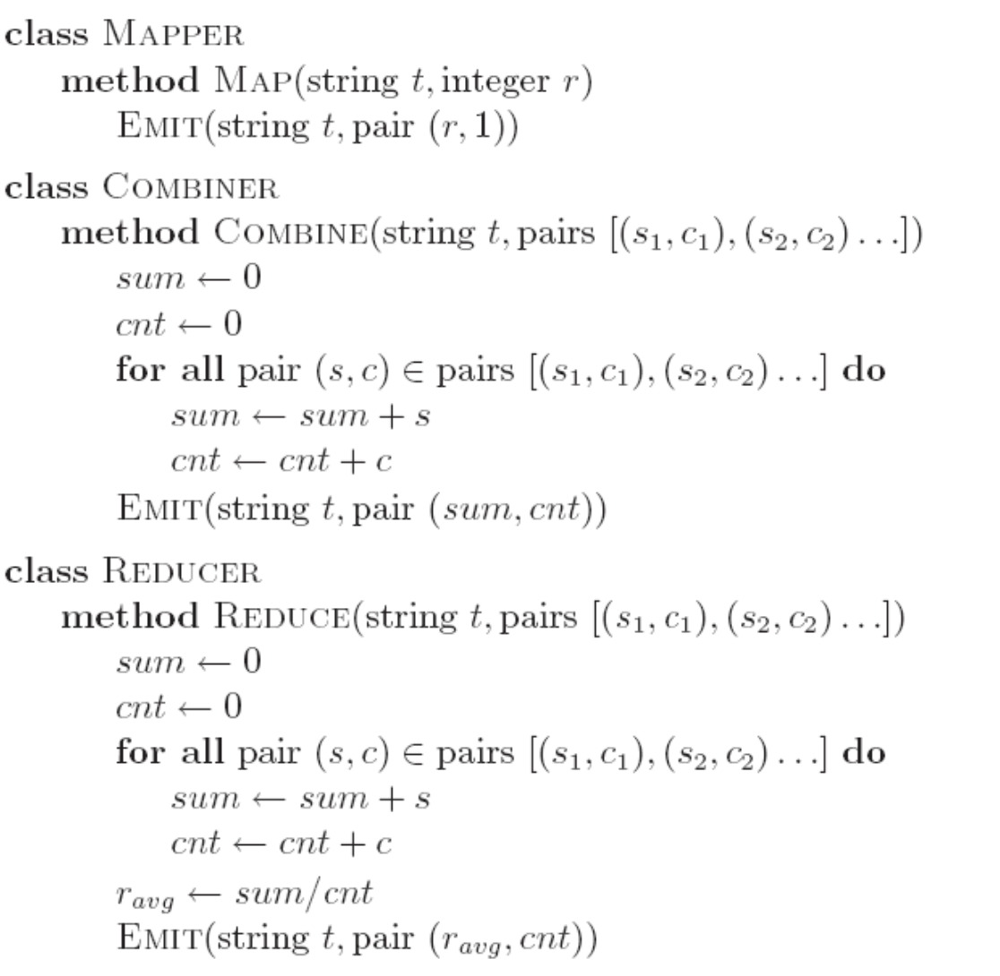 class MAPPER
method MAP(string t, integer r)
EMIT(string t, pair (r, 1))
class COMBINER
method COMBINE(string t, pairs [(s₁, c₁), (s₂, c₂) . . .])
sum ← 0
cnt ← 0
for all pair (s, c) ∈ pairs [(s₁, c₁), (s₂, c₂) . . .] do
sum ← sum + s
cnt ← cnt + c
EMIT(string t, pair (sum, cnt))
class REDUCER
method REDUCE(string t, pairs [(s₁, c₁), (s₂, c₂) . . .])
sum ← 0
cnt ← 0
for all pair (s, c) ∈ pairs [(s₁, c₁), (s₂, c₂) . . .] do
sum ← sum + s
cnt ← cnt + c
r_avg ← sum/cnt
EMIT(string t, pair (r_avg, cnt))